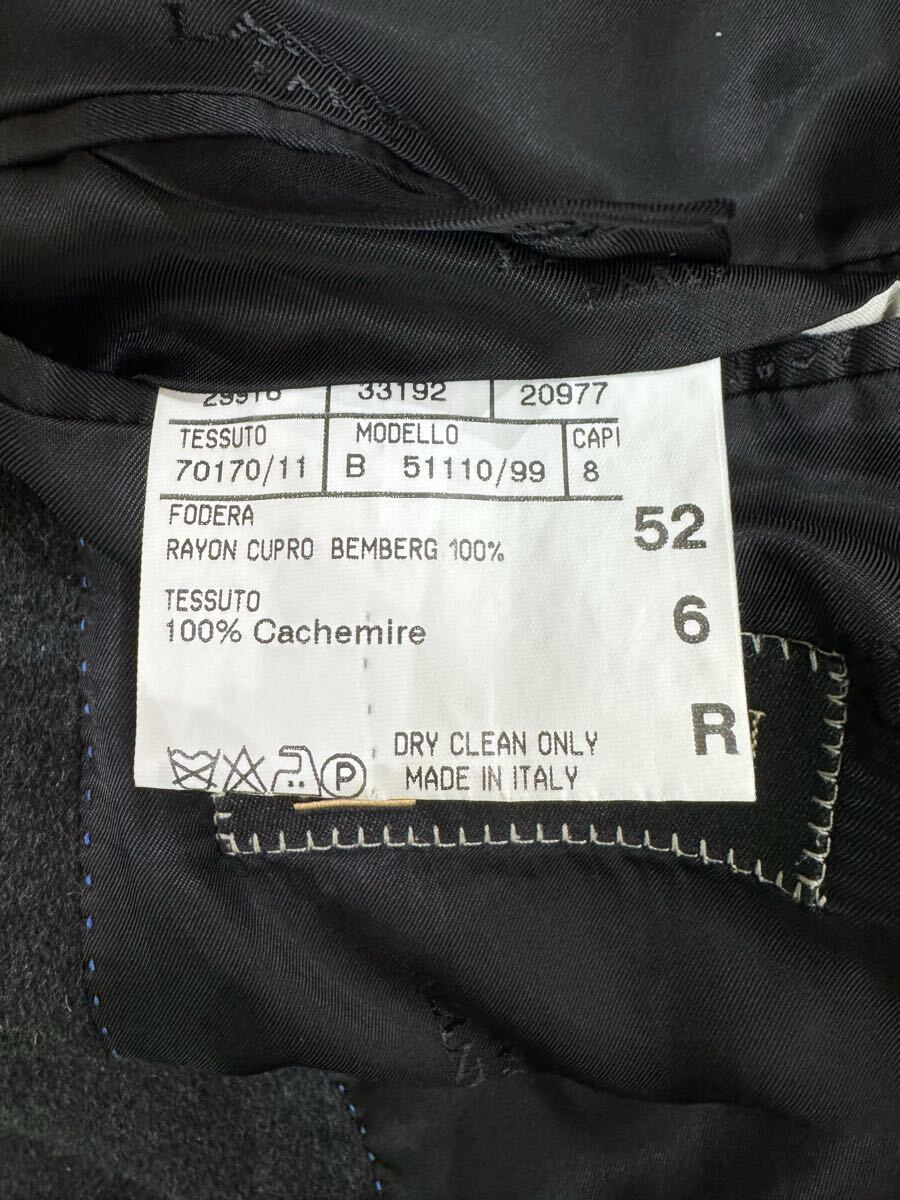 33192 20977
TESSUTO MODELLO CAPI
70170/11 B 51110/99 8
FODERA 52
RAYON CUPRO BEMBERG 100%
TESSUTO 6
100% Cachemire
R
DRY CLEAN ONLY
P MADE IN ITALY